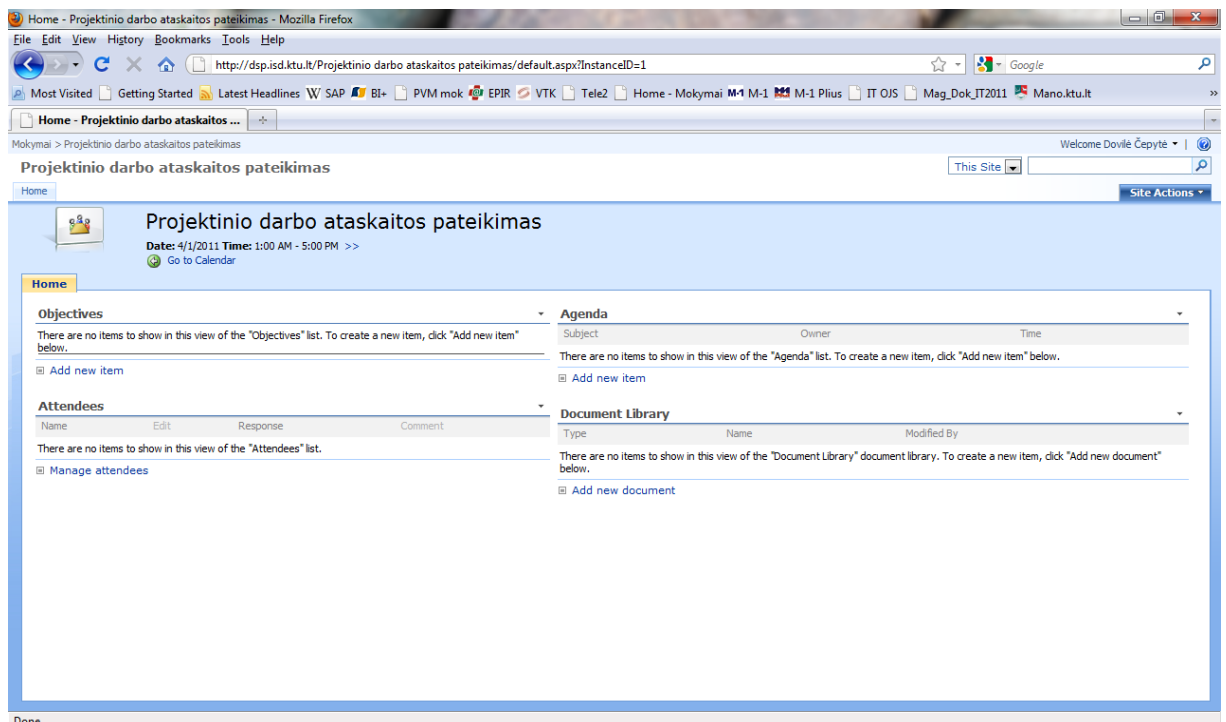 Home - Projektinio darbo ataskaitos pateikimas - Mozilla Firefox
File Edit View History Bookmarks Tools Help
http://dsp.isd.ktu.lt/Projektinio darbo ataskaitos pateikimas/default.aspx?InstanceID=1 Google
Most Visited Getting Started Latest Headlines W SAP BI+ PVM mok EPIR VTK Tele2 Home - Mokymai M-1 M-1 M-1 Plius IT OJS Mag_Dok_IT2011 Mano.ktu.lt »
Home - Projektinio darbo ataskaitos ...
Mokymai > Projektinio darbo ataskaitos pateikimas Welcome Dovilė Čepytė
Projektinio darbo ataskaitos pateikimas This Site
Home Site Actions
Projektinio darbo ataskaitos pateikimas
Date: 4/1/2011 Time: 1:00 AM - 5:00 PM >>
Go to Calendar
Home
Objectives
There are no items to show in this view of the "Objectives" list. To create a new item, click "Add new item"
below.
Add new item
Attendees
Name Edit Response Comment
There are no items to show in this view of the "Attendees" list.
Manage attendees
Agenda
Subject Owner Time
There are no items to show in this view of the "Agenda" list. To create a new item, click "Add new item" below.
Add new item
Document Library
Type Name Modified By
There are no items to show in this view of the "Document Library" document library. To create a new item, click "Add new document"
below.
Add new document
Done